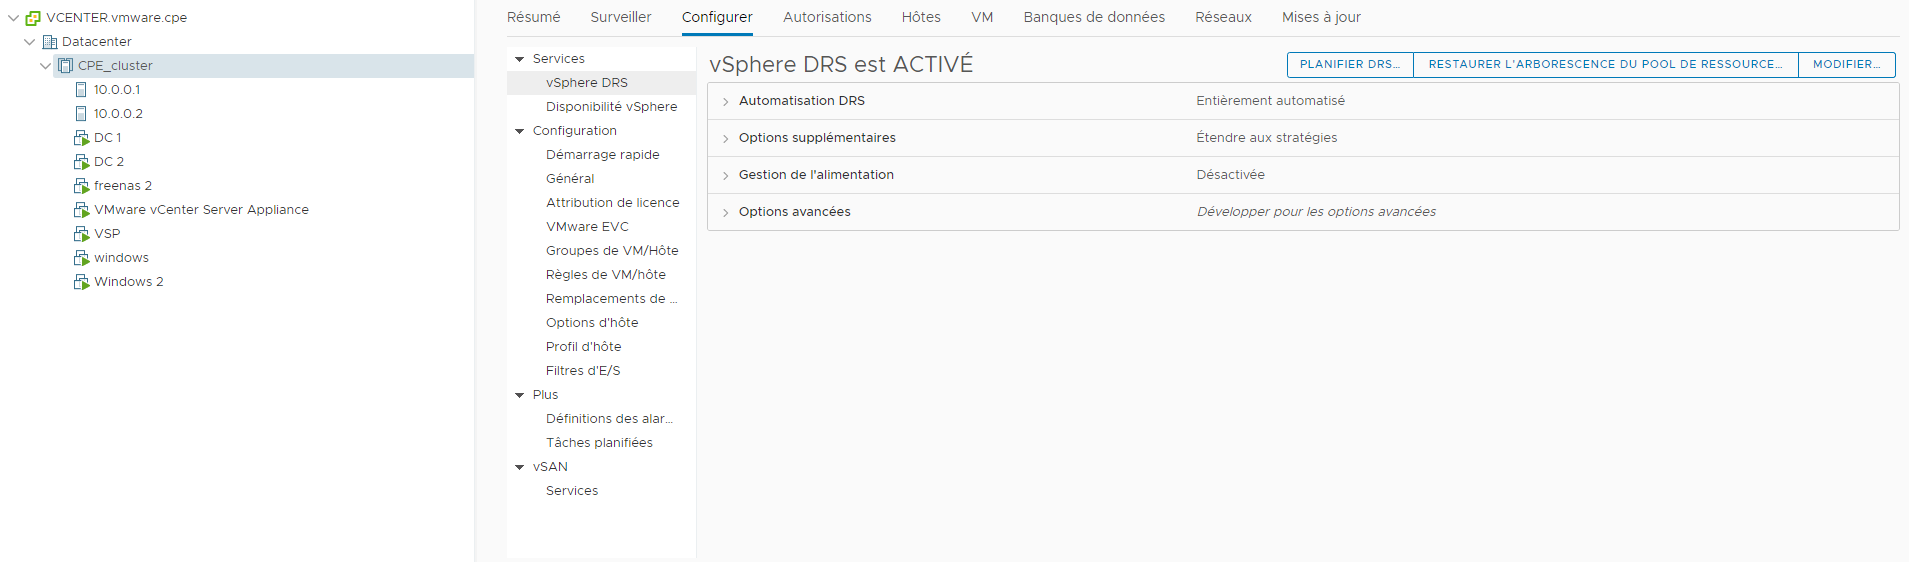 VCENTER.vmware.cpe
Datacenter
CPE_cluster
10.0.0.1
10.0.0.2
DC 1
DC 2
freenas 2
VMware vCenter Server Appliance
VSP
windows
Windows 2
Résumé Surveiller Configurer Autorisations Hôtes VM Banques de données Réseaux Mises à jour
Services
vSphere DRS
Disponibilité vSphere
Configuration
Démarrage rapide
Général
Attribution de licence
VMware EVC
Groupes de VM/Hôte
Règles de VM/hôte
Remplacements de ...
Options d'hôte
Profil d'hôte
Filtres d'E/S
Plus
Définitions des alar...
Tâches planifiées
vSAN
Services
vSphere DRS est ACTIVÉ
PLANIFIER DRS... RESTAURER L'ARBORESCENCE DU POOL DE RESSOURCE... MODIFIER...
Automatisation DRS Entièrement automatisé
Options supplémentaires Étendre aux stratégies
Gestion de l'alimentation Désactivée
Options avancées Développer pour les options avancées